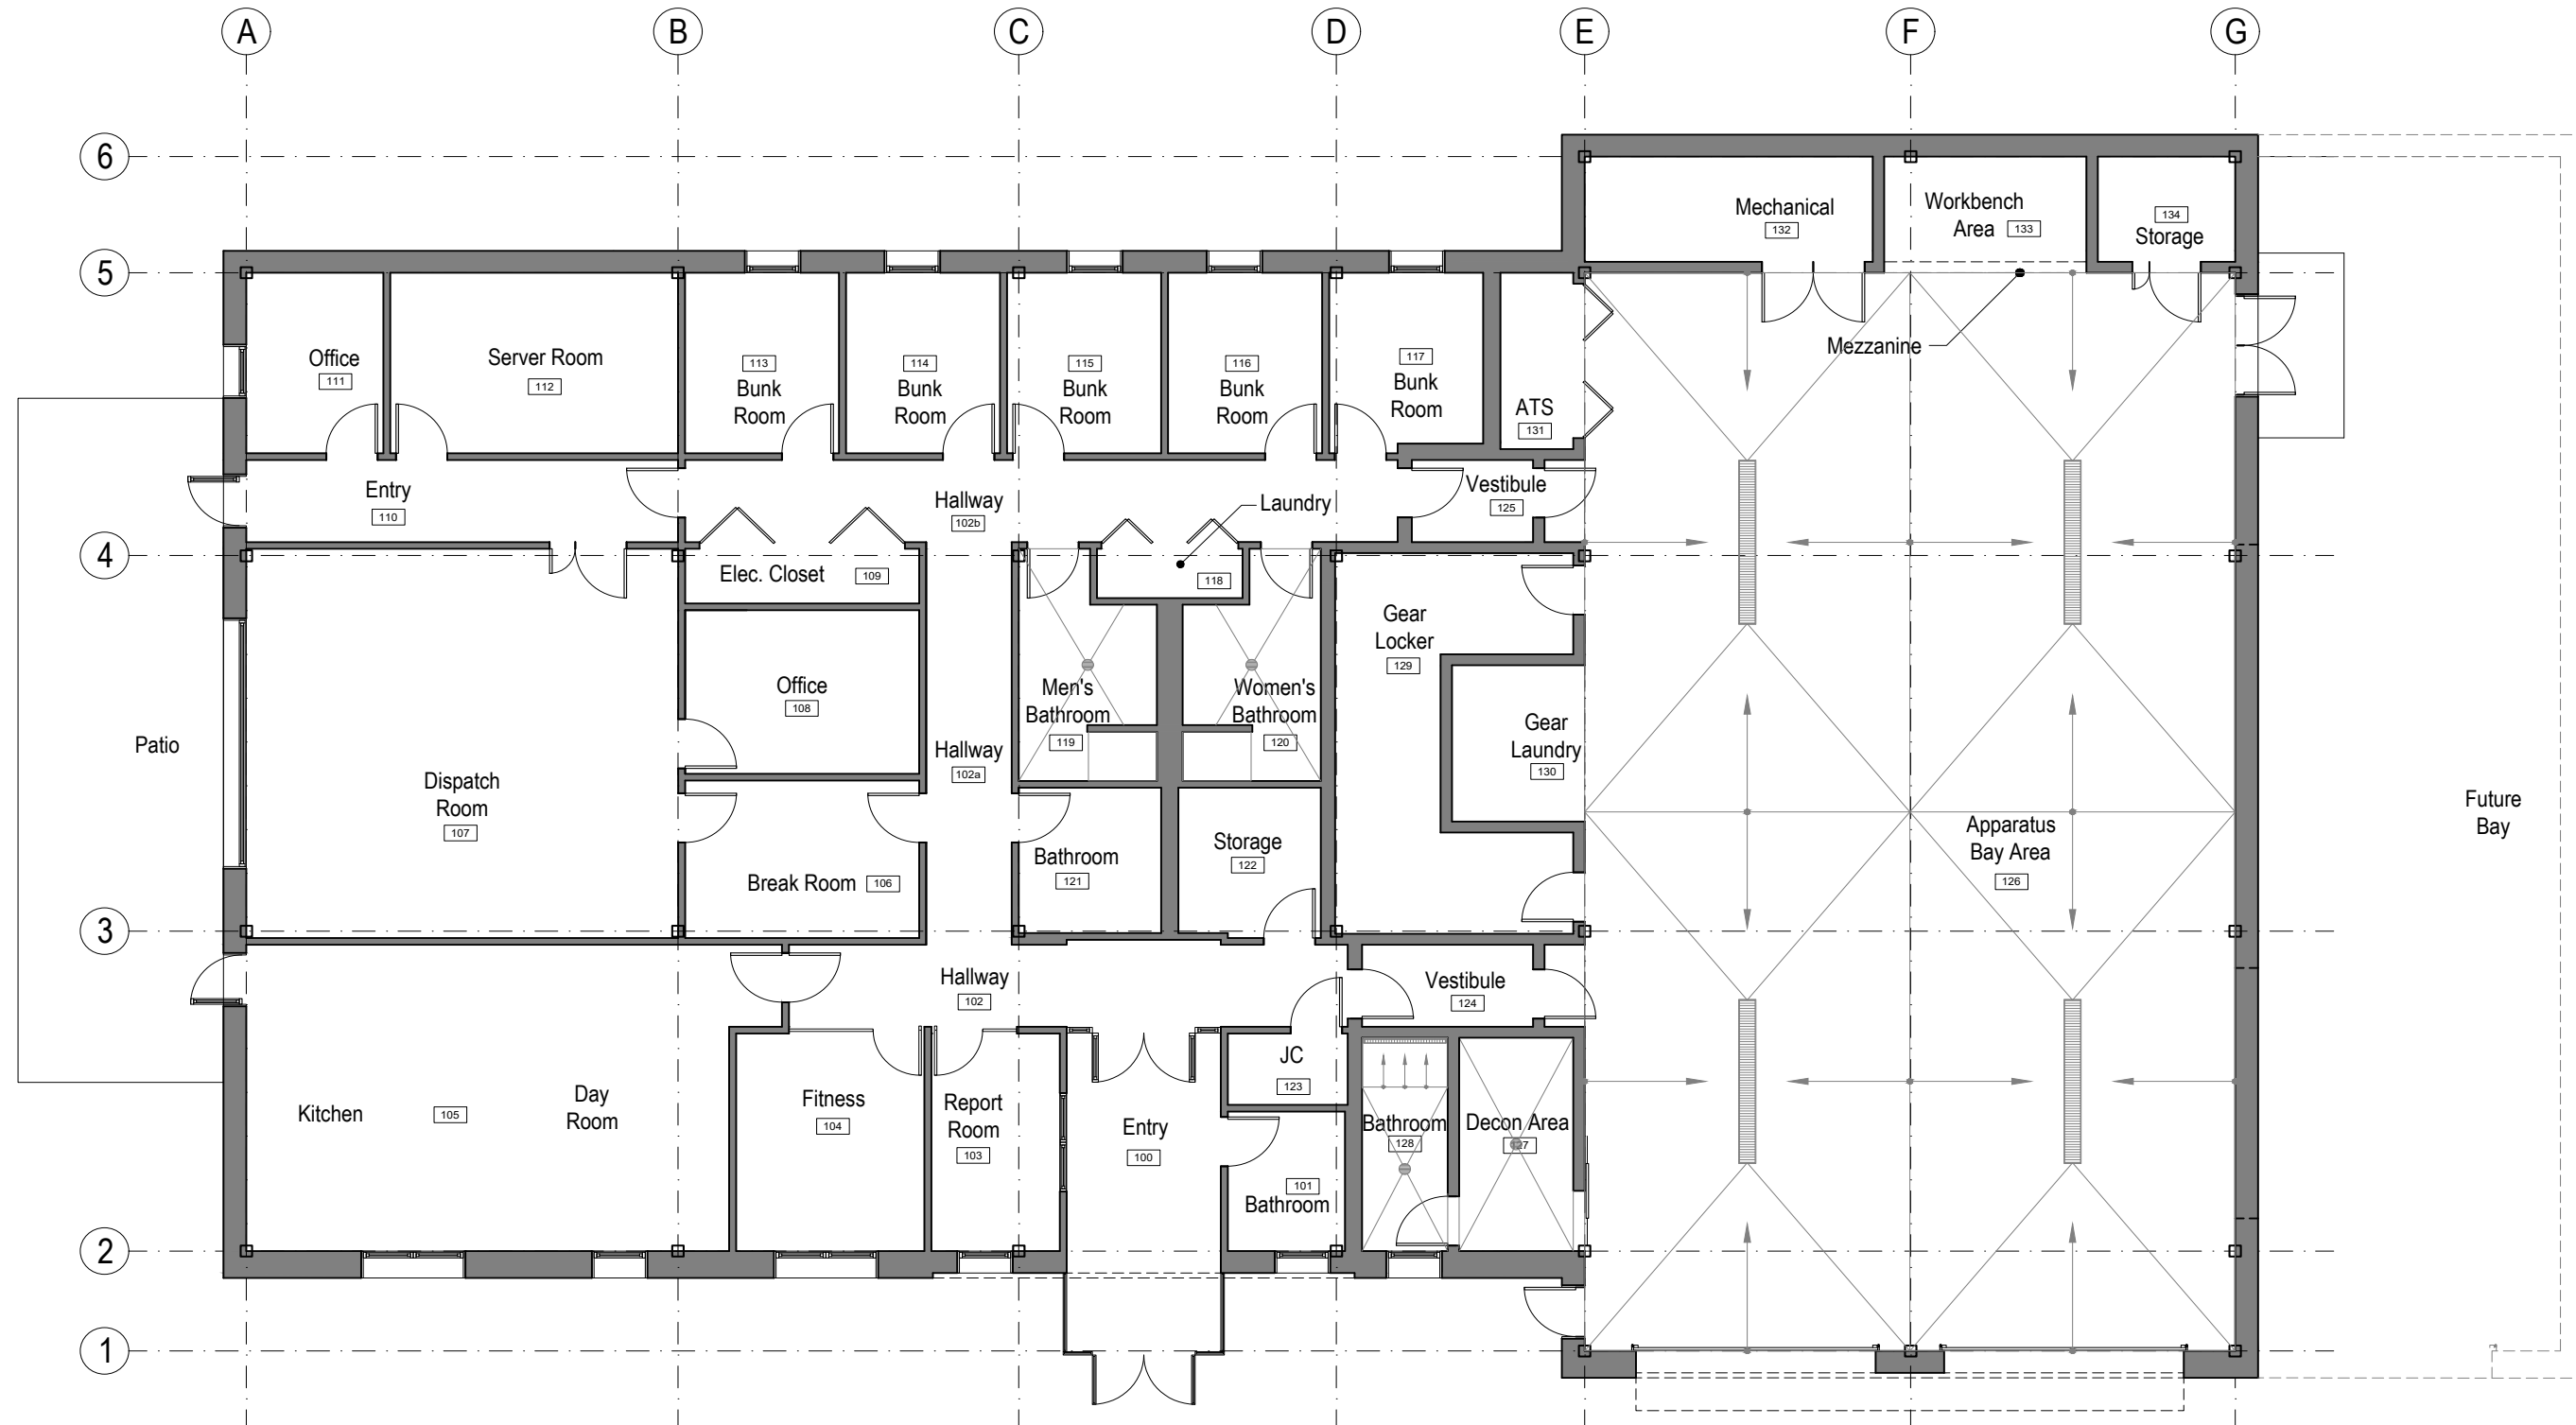 A
B
C
D
E
F
G
6
Mechanical
132
Workbench
Area 133
134
Storage
5
Mezzanine
Office
111
Server Room
112
113
Bunk
Room
114
Bunk
Room
115
Bunk
Room
116
Bunk
Room
117
Bunk
Room
ATS
131
Entry
110
Hallway
102b
Laundry
Vestibule
125
4
Elec. Closet 109
118
Gear
Locker
129
Office
108
Men's
Bathroom
119
Women's
Bathroom
120
Gear
Laundry
130
Patio
Hallway
102a
Dispatch
Room
107
Future
Bay
Apparatus
Bay Area
126
Break Room 106
Bathroom
121
Storage
122
3
Hallway
102
Vestibule
124
JC
123
Kitchen
105
Day
Room
Fitness
104
Report
Room
103
Entry
100
Bathroom
128
Decon Area
127
101
Bathroom
2
1